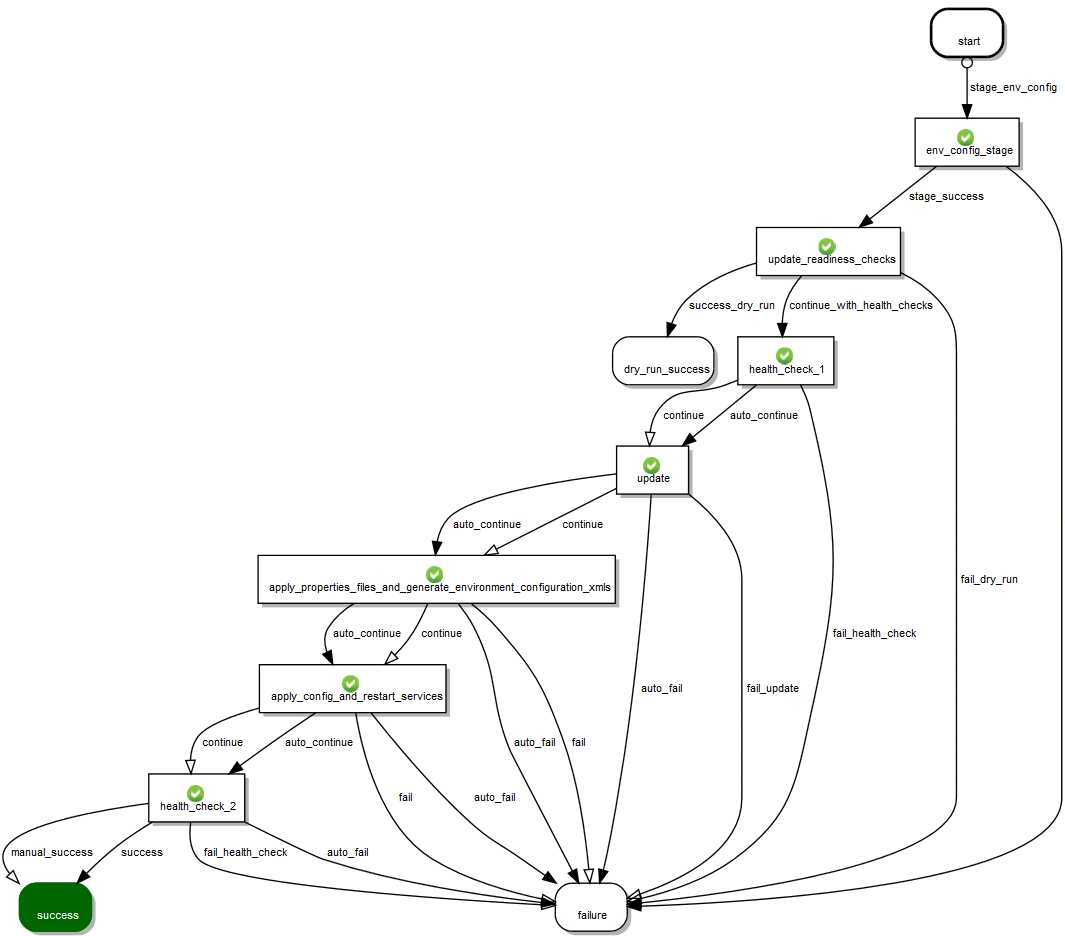 start
stage_env_config
env_config_stage
stage_success
update_readiness_checks
success_dry_run
continue_with_health_checks
dry_run_success
health_check_1
continue
auto_continue
update
auto_continue
continue
apply_properties_files_and_generate_environment_configuration_xmls
fail_dry_run
auto_continue
continue
fail_health_check
apply_config_and_restart_services
auto_fail
fail_update
continue
auto_continue
auto_fail
fail
health_check_2
fail
auto_fail
manual_success
success
fail_health_check
auto_fail
success
failure